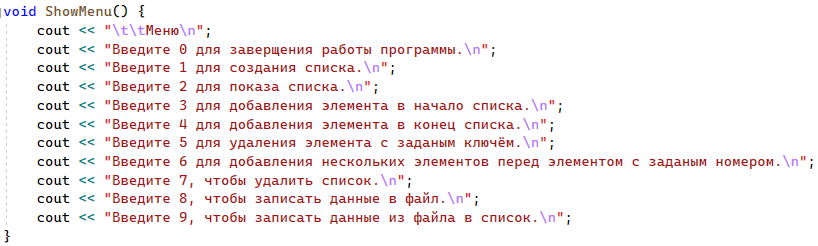 void ShowMenu() {
cout << "\t\tМеню\n";
cout << "Введите 0 для заверщения работы программы.\n";
cout << "Введите 1 для создания списка.\n";
cout << "Введите 2 для показа списка.\n";
cout << "Введите 3 для добавления элемента в начало списка.\n";
cout << "Введите 4 для добавления элемента в конец списка.\n";
cout << "Введите 5 для удаления элемента с заданым ключём.\n";
cout << "Введите 6 для добавления нескольких элементов перед элементом с заданым номером.\n";
cout << "Введите 7, чтобы удалить список.\n";
cout << "Введите 8, чтобы записать данные в файл.\n";
cout << "Введите 9, чтобы записать данные из файла в список.\n";
}